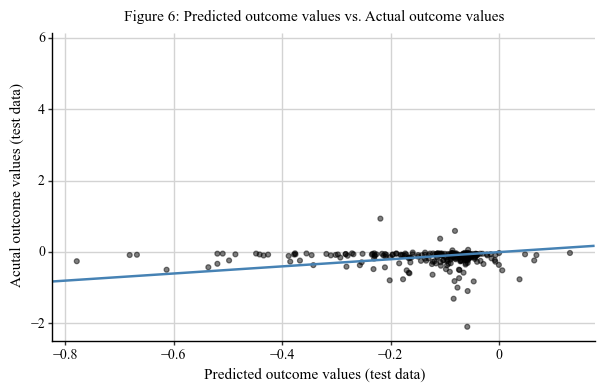 Figure 6: Predicted outcome values vs. Actual outcome values
6
4
2
0
−2
Acutal outcome values (test data)
−0.8 −0.6 −0.4 −0.2 0
Predicted outcome values (test data)